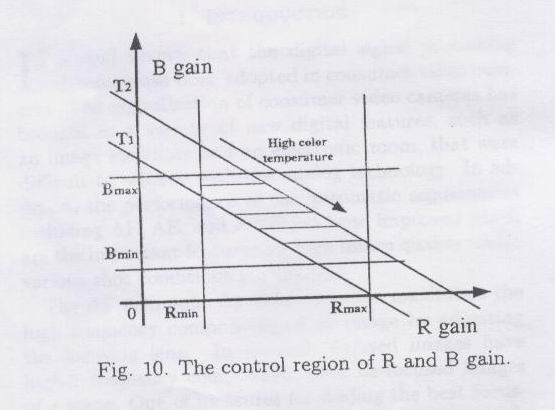 B gain
T2
T1
High color
temperature
Bmax
Bmin
0
Rmin
Rmax
R gain
Fig. 10. The control region of R and B gain.